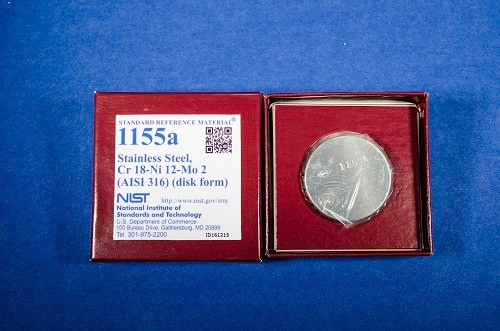 STANDARD REFERENCE MATERIAL®
1155a
Stainless Steel,
Cr 18-Ni 12-Mo 2
(AISI 316) (disk form)
NIST http://www.nist.gov/srm
National Institute of
Standards and Technology
U.S. Department of Commerce
100 Bureau Drive, Gaithersburg, MD 20899
Tel. 301-975-2200 ID161215
1155A